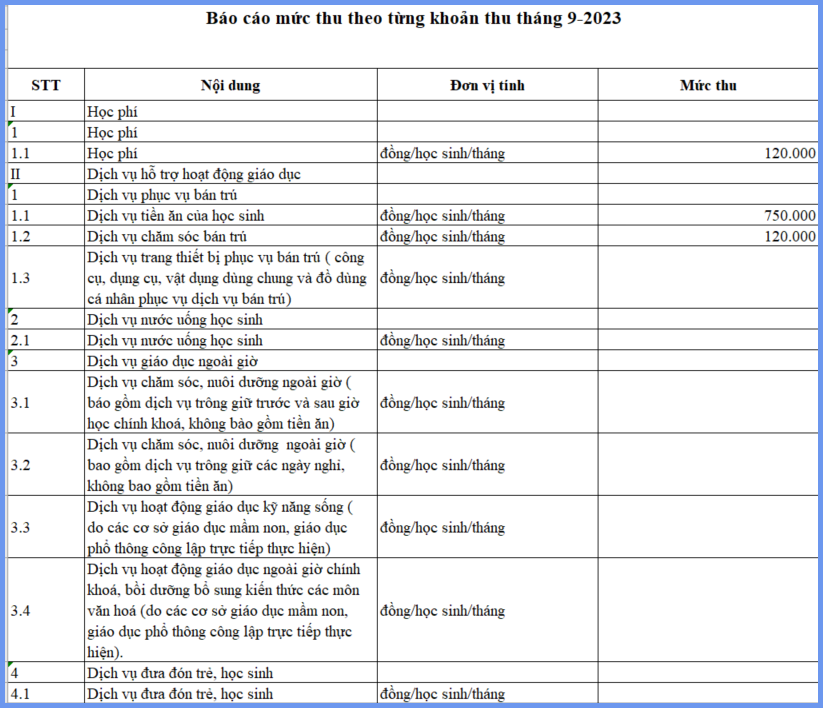 Báo cáo mức thu theo từng khoản thu tháng 9-2023
STT Nội dung Đơn vị tính Mức thu
I Học phí
1 Học phí
1.1 Học phí đồng/học sinh/tháng 120.000
II Dịch vụ hỗ trợ hoạt động giáo dục
1 Dịch vụ phục vụ bán trú
1.1 Dịch vụ tiền ăn của học sinh đồng/học sinh/tháng 750.000
1.2 Dịch vụ chăm sóc bán trú đồng/học sinh/tháng 120.000
Dịch vụ trang thiết bị phục vụ bán trú ( công
1.3 cụ, dụng cụ, vật dụng dùng chung và đồ dùng đồng/học sinh/tháng
cá nhân phục vụ dịch vụ bán trú)
2 Dịch vụ nước uống học sinh
2.1 Dịch vụ nước uống học sinh đồng/học sinh/tháng
3 Dịch vụ giáo dục ngoài giờ
Dịch vụ chăm sóc, nuôi dưỡng ngoài giờ (
3.1 báo gồm dịch vụ trông giữ trước và sau giờ đồng/học sinh/tháng
học chính khoá, không bào gồm tiền ăn)
Dịch vụ chăm sóc, nuôi dưỡng ngoài giờ (
3.2 bao gồm dịch vụ trông giữ các ngày nghỉ, đồng/học sinh/tháng
không bao gồm tiền ăn)
Dịch vụ hoạt động giáo dục kỹ năng sống (
3.3 do các cơ sở giáo dục mầm non, giáo dục đồng/học sinh/tháng
phổ thông công lập trực tiếp thực hiện)
Dịch vụ hoạt động giáo dục ngoài giờ chính
khoá, bồi dưỡng bổ sung kiến thức các môn
3.4 văn hoá (do các cơ sở giáo dục mầm non, đồng/học sinh/tháng
giáo dục phổ thông công lập trực tiếp thực
hiện).
4 Dịch vụ đưa đón trẻ, học sinh
4.1 Dịch vụ đưa đón trẻ, học sinh đồng/học sinh/tháng